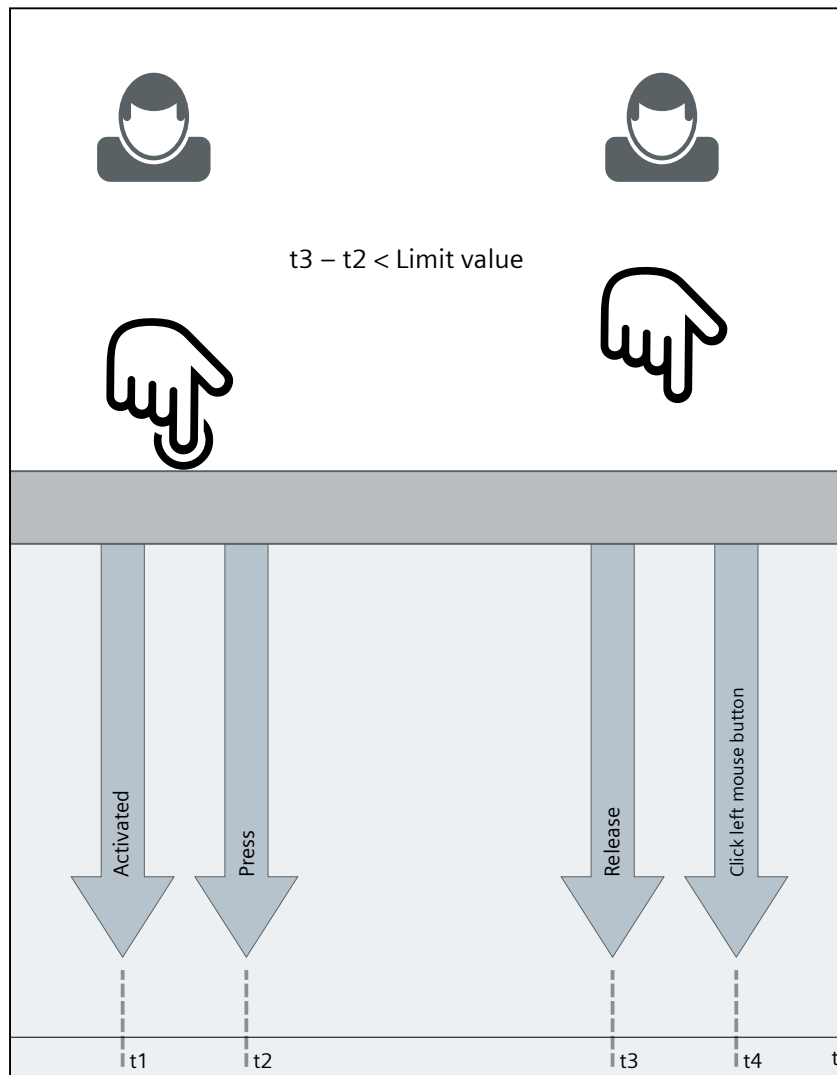 t3 – t2 < Limit value
Activated
Press
Release
Click left mouse button
t1
t2
t3
t4
t